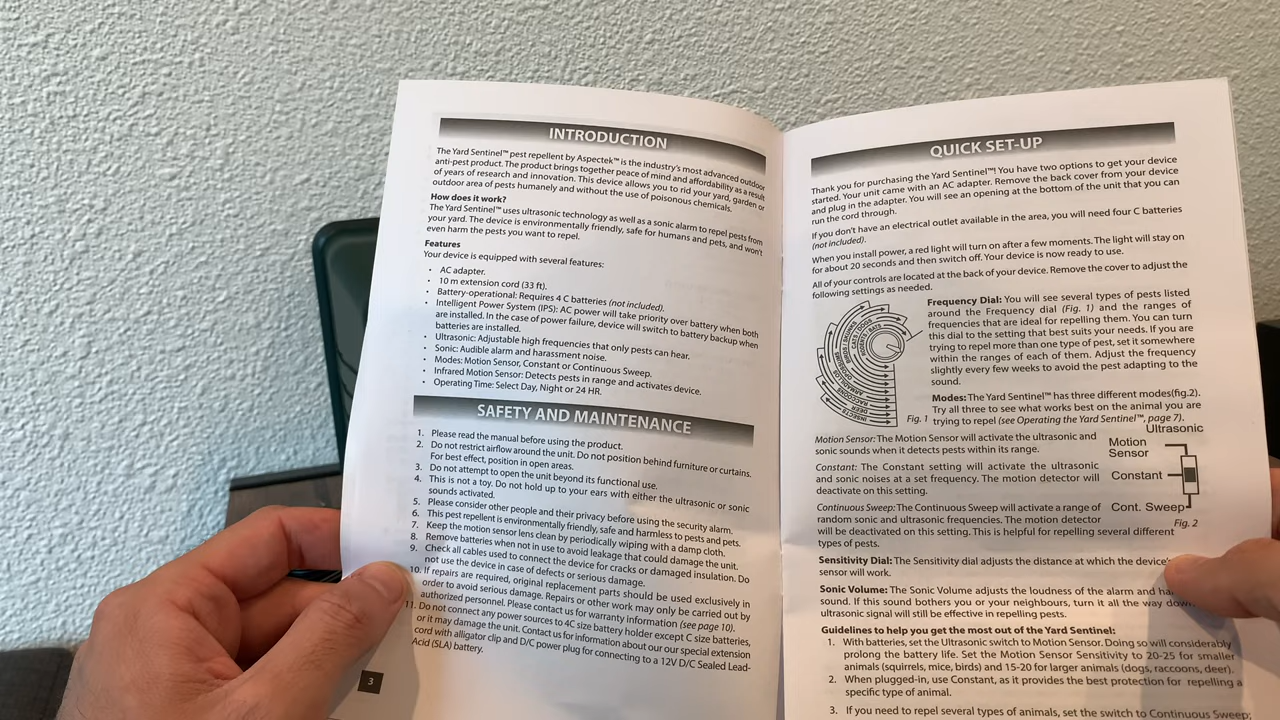 INTRODUCTION
The Yard Sentinel™ pest repellent by Aspectek™ is the industry's most advanced outdoor
anti-pest product. The product brings together peace of mind and affordability as a result
of years of research and innovation. This device allows you to rid your yard, garden or
outdoor area of pests humanely and without the use of poisonous chemicals.
How does it work?
The Yard Sentinel™ uses ultrasonic technology as well as a sonic alarm to repel pests from
your yard. The device is environmentally friendly, safe for humans and pets, and won't
even harm the pests you want to repel.
Features
Your device is equipped with several features:
• AC adapter.
• 10 m extension cord (33 ft).
• Battery-operational: Requires 4 C batteries (not included).
• Intelligent Power System (IPS): AC power will take priority over battery when both
are installed. In the case of power failure, device will switch to battery backup when
batteries are installed.
• Ultrasonic: Adjustable high frequencies that only pests can hear.
• Sonic: Audible alarm and harassment noise.
• Modes: Motion Sensor, Constant or Continuous Sweep.
• Infrared Motion Sensor: Detects pests in range and activates device.
• Operating Time: Select Day, Night or 24 HR.
SAFETY AND MAINTENANCE
1. Please read the manual before using the product.
2. Do not restrict airflow around the unit. Do not position behind furniture or curtains.
For best effect, position in open areas.
3. Do not attempt to open the unit beyond its functional use.
4. This is not a toy. Do not hold up to your ears with either the ultrasonic or sonic
sounds activated.
5. Please consider other people and their privacy before using the security alarm.
6. This pest repellent is environmentally friendly, safe and harmless to pests and pets.
7. Keep the motion sensor lens clean by periodically wiping with a damp cloth.
8. Remove batteries when not in use to avoid leakage that could damage the unit.
9. Check all cables used to connect the device for cracks or damaged insulation. Do
not use the device in case of defects or serious damage.
10. If repairs are required, original replacement parts should be used exclusively in
order to avoid serious damage. Repairs or other work may only be carried out by
authorized personnel. Please contact us for warranty information (see page 10).
11. Do not connect any power sources to 4C size battery holder except C size batteries,
or it may damage the unit. Contact us for information about our our special extension
cord with alligator clip and D/C power plug for connecting to a 12V D/C Sealed Lead-
Acid (SLA) battery.
3
QUICK SET-UP
Thank you for purchasing the Yard Sentinel™! You have two options to get your device
started. Your unit came with an AC adapter. Remove the back cover from your device
and plug in the adapter. You will see an opening at the bottom of the unit that you can
run the cord through.
If you don't have an electrical outlet available in the area, you will need four C batteries
(not included).
When you install power, a red light will turn on after a few moments. The light will stay on
for about 20 seconds and then switch off. Your device is now ready to use.
All of your controls are located at the back of your device. Remove the cover to adjust the
following settings as needed.
Frequency Dial: You will see several types of pests listed
around the Frequency dial (Fig. 1) and the ranges of
frequencies that are ideal for repelling them. You can turn
this dial to the setting that best suits your needs. If you are
trying to repel more than one type of pest, set it somewhere
within the ranges of each of them. Adjust the frequency
slightly every few weeks to avoid the pest adapting to the
sound.
Fig. 1
Modes: The Yard Sentinel™ has three different modes(fig.2).
Try all three to see what works best on the animal you are
trying to repel (see Operating the Yard Sentinel™, page 7).
Motion Sensor: The Motion Sensor will activate the ultrasonic and
sonic sounds when it detects pests within its range.
Constant: The Constant setting will activate the ultrasonic
and sonic noises at a set frequency. The motion detector will
deactivate on this setting.
Continuous Sweep: The Continuous Sweep will activate a range of
random sonic and ultrasonic frequencies. The motion detector
will be deactivated on this setting. This is helpful for repelling several different
types of pests.
Ultrasonic
Motion
Sensor
Constant
Cont. Sweep
Fig. 2
Sensitivity Dial: The Sensitivity dial adjusts the distance at which the device's
sensor will work.
Sonic Volume: The Sonic Volume adjusts the loudness of the alarm and
sound. If this sound bothers you or your neighbours, turn it all the way down.
ultrasonic signal will still be effective in repelling pests.
Guidelines to help you get the most out of the Yard Sentinel:
1. With batteries, set the Ultrasonic switch to Motion Sensor. Doing so will considerably
prolong the battery life. Set the Motion Sensor Sensitivity to 20-25 for smaller
animals (squirrels, mice, birds) and 15-20 for larger animals (dogs, raccoons, deer).
2. When plugged-in, use Constant, as it provides the best protection for repelling a
specific type of animal.
3. If you need to repel several types of animals, set the switch to Continuous Sweep;